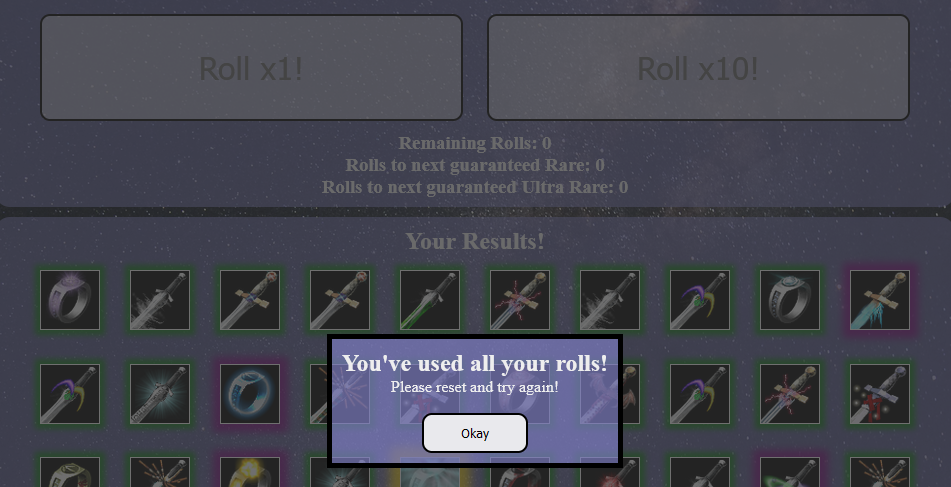 Roll x1!
Roll x10!
Remaining Rolls: 0
Rolls to next guaranteed Rare: 0
Rolls to next guaranteed Ultra Rare: 0
Your Results!
You've used all your rolls!
Please reset and try again!
Okay